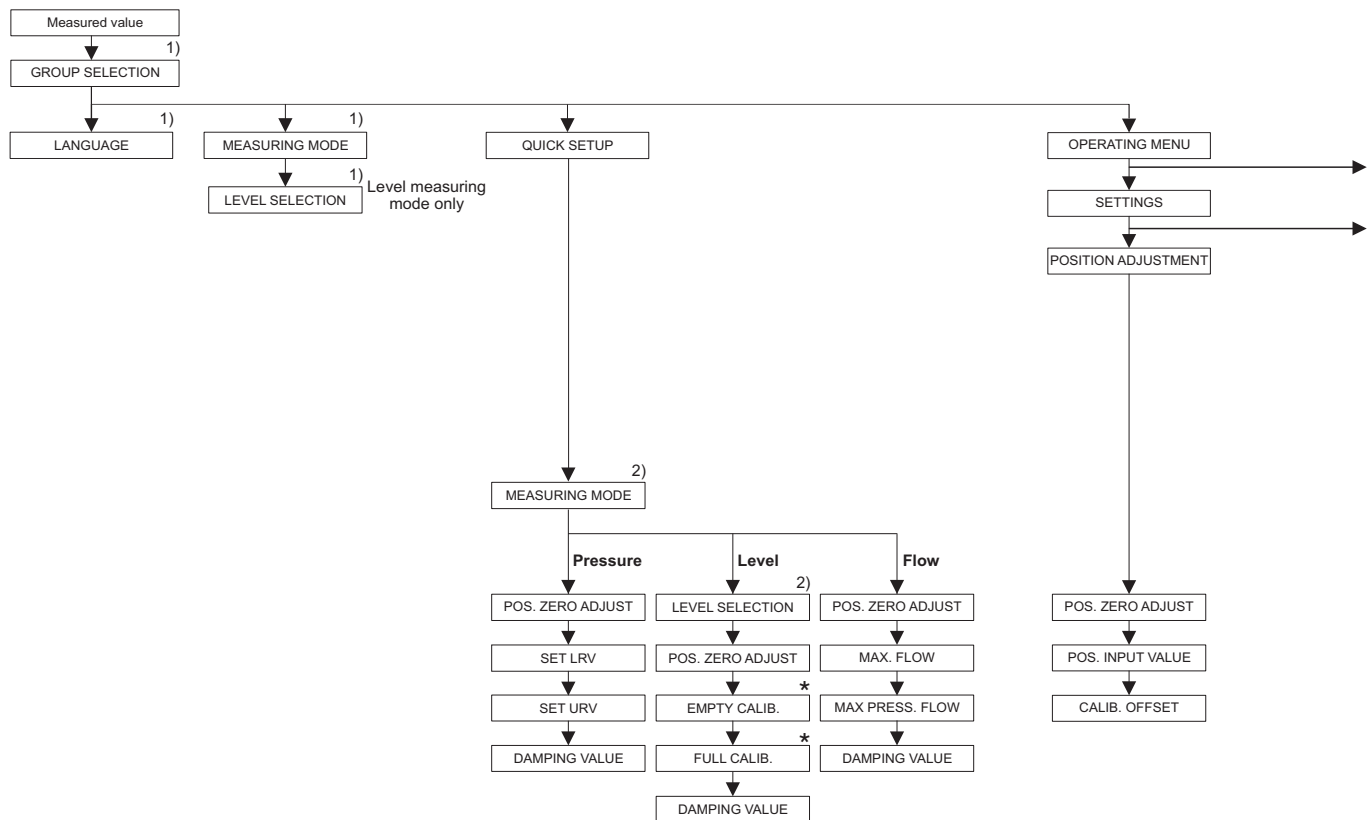 Measured value
1)
GROUP SELECTION
1)
LANGUAGE
1)
MEASURING MODE
QUICK SETUP
OPERATING MENU
1)
LEVEL SELECTION
Level measuring
mode only
SETTINGS
POSITION ADJUSTMENT
2)
MEASURING MODE
Pressure
Level
Flow
2)
POS. ZERO ADJUST
LEVEL SELECTION
POS. ZERO ADJUST
POS. ZERO ADJUST
SET LRV
POS. ZERO ADJUST
MAX. FLOW
POS. INPUT VALUE
*
SET URV
EMPTY CALIB.
MAX PRESS. FLOW
CALIB. OFFSET
*
DAMPING VALUE
FULL CALIB.
DAMPING VALUE
DAMPING VALUE